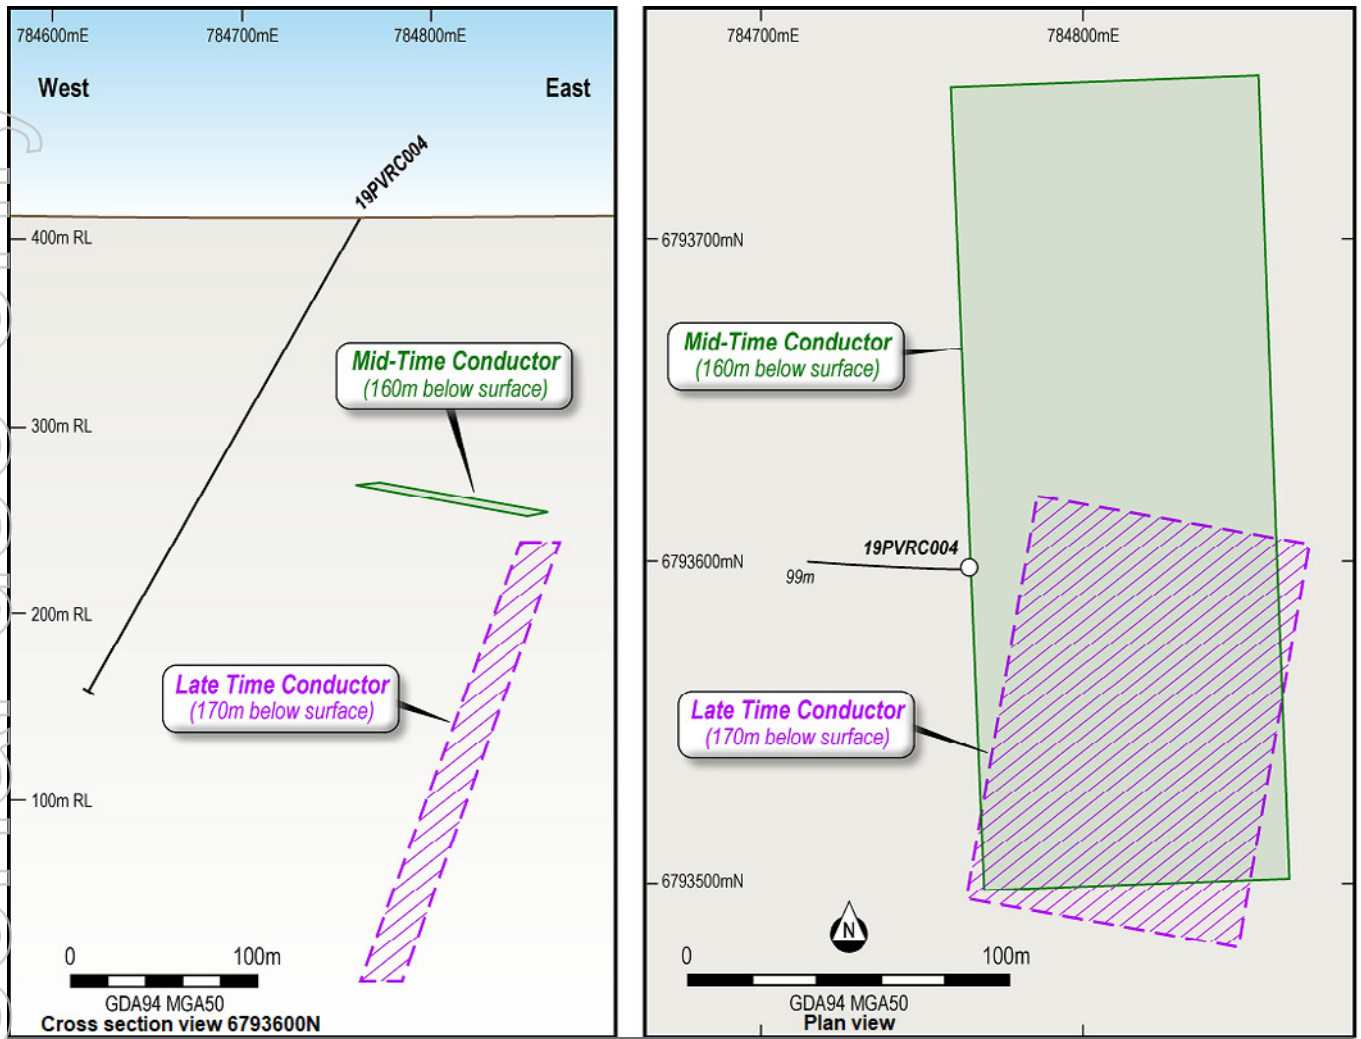 784600mE 784700mE 784800mE
West East
19PVRC004
400m RL
Mid-Time Conductor
(160m below surface)
300m RL
200m RL
Late Time Conductor
(170m below surface)
100m RL
0 100m
GDA94 MGA50
Cross section view 6793600N
784700mE 784800mE
6793700mN
Mid-Time Conductor
(160m below surface)
19PVRC004
6793600mN
99m
Late Time Conductor
(170m below surface)
6793500mN
N
0 100m
GDA94 MGA50
Plan view